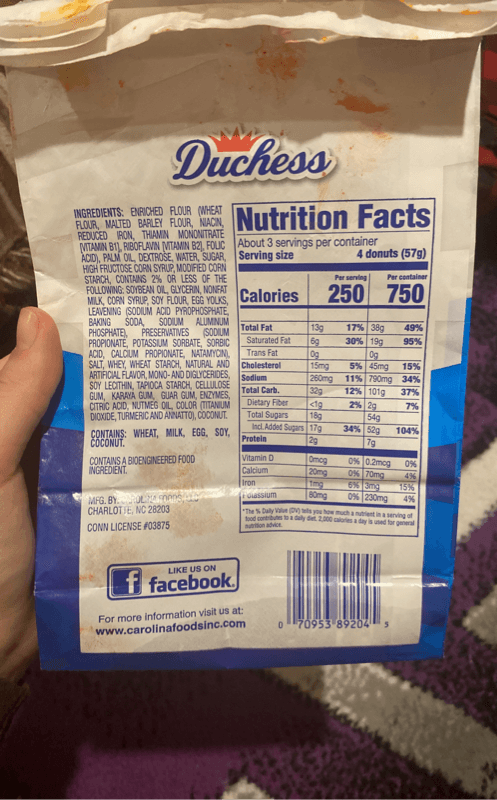 Duchess
INGREDIENTS: ENRICHED FLOUR (WHEAT
FLOUR, MALTED BARLEY FLOUR, NIACIN,
REDUCED IRON, THIAMIN MONONITRATE
[VITAMIN B1], RIBOFLAVIN [VITAMIN B2], FOLIC
ACID), PALM OIL, DEXTROSE, WATER, SUGAR,
HIGH FRUCTOSE CORN SYRUP, MODIFIED CORN
STARCH, CONTAINS 2% OR LESS OF THE
FOLLOWING: SOYBEAN OIL, GLYCERIN, NONFAT
MILK, CORN SYRUP, SOY FLOUR, EGG YOLKS,
LEAVENING (SODIUM ACID PYROPHOSPHATE,
BAKING SODA, SODIUM ALUMINUM
PHOSPHATE), PRESERVATIVES (SODIUM
PROPIONATE, POTASSIUM SORBATE, SORBIC
ACID, CALCIUM PROPIONATE, NATAMYCIN),
SALT, WHEY, WHEAT STARCH, NATURAL AND
ARTIFICIAL FLAVOR, MONO- AND DIGLYCERIDES,
SOY LECITHIN, TAPIOCA STARCH, CELLULOSE
GUM, KARAYA GUM, GUAR GUM, ENZYMES,
CITRIC ACID, NUTMEG OIL, COLOR (TITANIUM
DIOXIDE, TURMERIC AND ANNATTO), COCONUT.
CONTAINS: WHEAT, MILK, EGG, SOY,
COCONUT.
CONTAINS A BIOENGINEERED FOOD
INGREDIENT.
MFG. BY:
CHARLOTTE, NC 28203
CONN LICENSE #03875
Nutrition Facts
About 3 servings per container
Serving size 4 donuts (57g)
Per serving Per container
Calories 250 750
Total Fat 13g 17% 38g 49%
Saturated Fat 6g 30% 19g 95%
Trans Fat 0g 0g
Cholesterol 15mg 5% 45mg 15%
Sodium 260mg 11% 790mg 34%
Total Carb. 32g 12% 101g 37%
Dietary Fiber <1g 2% 2g 7%
Total Sugars 18g 54g
Incl. Added Sugars 17g 34% 52g 104%
Protein 2g 7g
Vitamin D 0mcg 0% 0.2mcg 0%
Calcium 20mg 0% 70mg 4%
Iron 1mg 6% 3mg 15%
Potassium 80mg 0% 230mg 4%
*The % Daily Value (DV) tells you how much a nutrient in a serving of
food contributes to a daily diet. 2,000 calories a day is used for general
nutrition advice.
LIKE US ON
f facebook.
For more information visit us at:
www.carolinafoodsinc.com
0 70953 89204 5